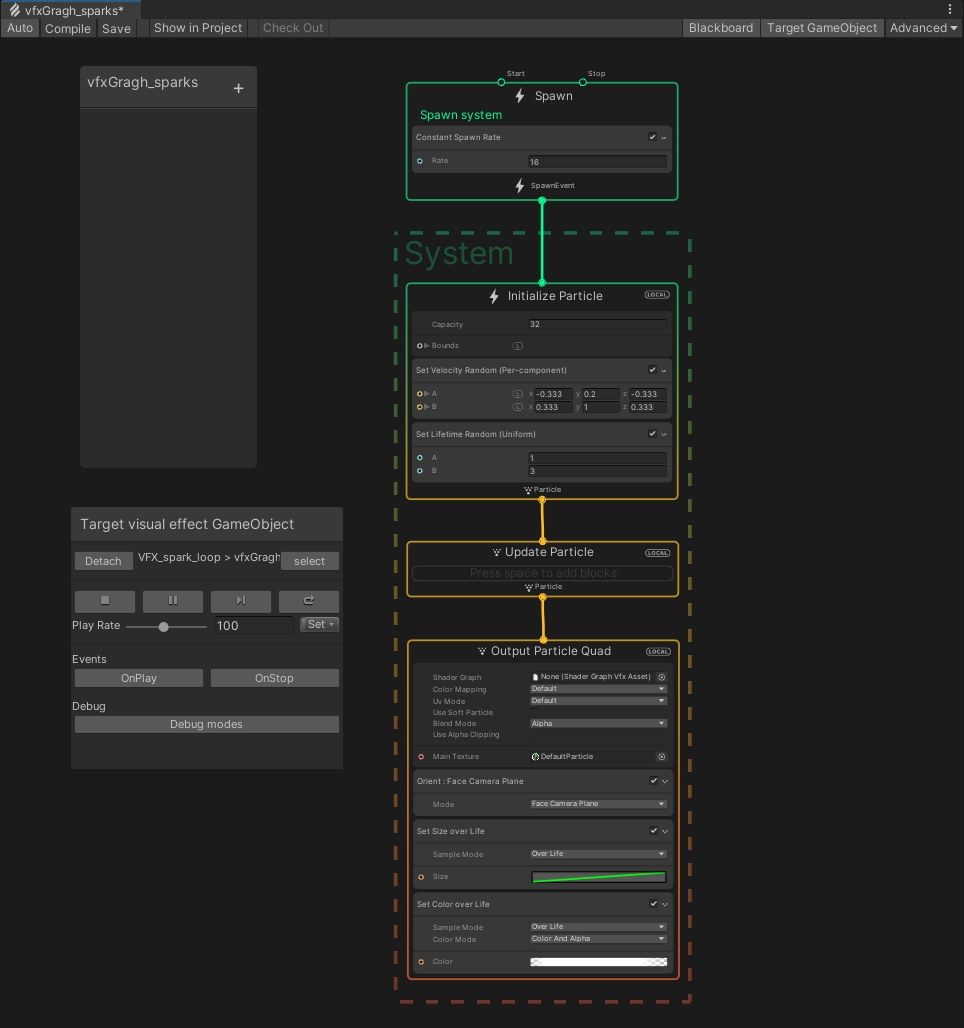 vfxGragh_sparks*
Auto Compile Save Show in Project Check Out Blackboard Target GameObject Advanced
vfxGragh_sparks
+
Start Stop
Spawn
Spawn system
Constant Spawn Rate
Rate 16
SpawnEvent
System
Initialize Particle LOCAL
Capacity 32
Bounds L
Set Velocity Random (Per-component)
A L x -0.333 y 0.2 z -0.333
B L x 0.333 y 1 z 0.333
Set Lifetime Random (Uniform)
A 1
B 3
Particle
Target visual effect GameObject
Detach VFX_spark_loop > vfxGragh select
Play Rate 100 Set
Events
OnPlay OnStop
Debug
Debug modes
Update Particle LOCAL
Press space to add blocks
Particle
Output Particle Quad LOCAL
Shader Graph None (Shader Graph Vfx Asset)
Color Mapping Default
Uv Mode Default
Use Soft Particle
Blend Mode Alpha
Use Alpha Clipping
Main Texture DefaultParticle
Orient : Face Camera Plane
Mode Face Camera Plane
Set Size over Life
Sample Mode Over Life
Size
Set Color over Life
Sample Mode Over Life
Color Mode Color And Alpha
Color